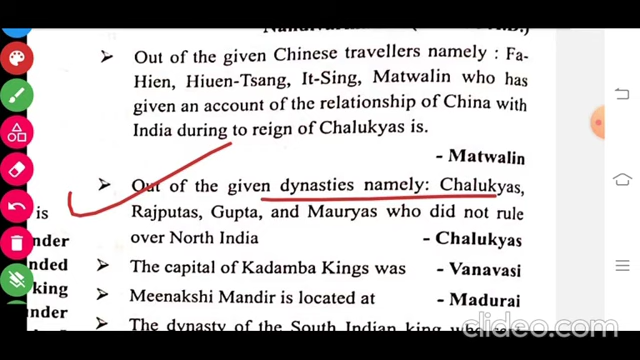 ➤ Out of the given Chinese travellers namely : Fa-
Hien, Hiuen-Tsang, It-Sing, Matwalin who has
given an account of the relationship of China with
India during to reign of Chalukyas is.
- Matwalin
➤ Out of the given dynasties namely: Chalukyas,
is Rajputas, Gupta, and Mauryas who did not rule
over North India - Chalukyas
➤ The capital of Kadamba Kings was - Vanavasi
➤ Meenakshi Mandir is located at - Madurai
➤ The dynasty of the South Indian king who
nder
nded
king
under
clideo.com